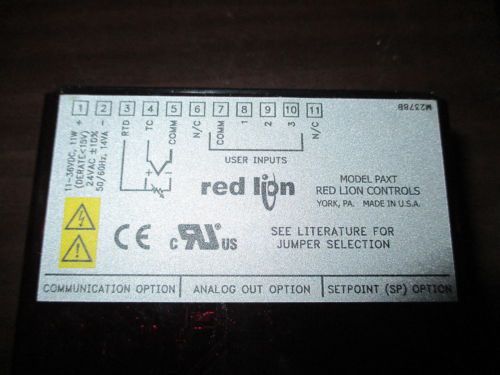 1 2 3 4 5 6 7 8 9 10 11
+ − RTD TC COMM N/C COMM 1 2 3 N/C
11-36VDC, 11W
(DERATE<15V)
24VAC ±10%
50/60Hz, 14VA
USER INPUTS
+ −
red lion
MODEL PAXT
RED LION CONTROLS
YORK, PA. MADE IN U.S.A.
CE c RU US
SEE LITERATURE FOR
JUMPER SELECTION
COMMUNICATION OPTION ANALOG OUT OPTION SETPOINT (SP) OPTION
M2378B